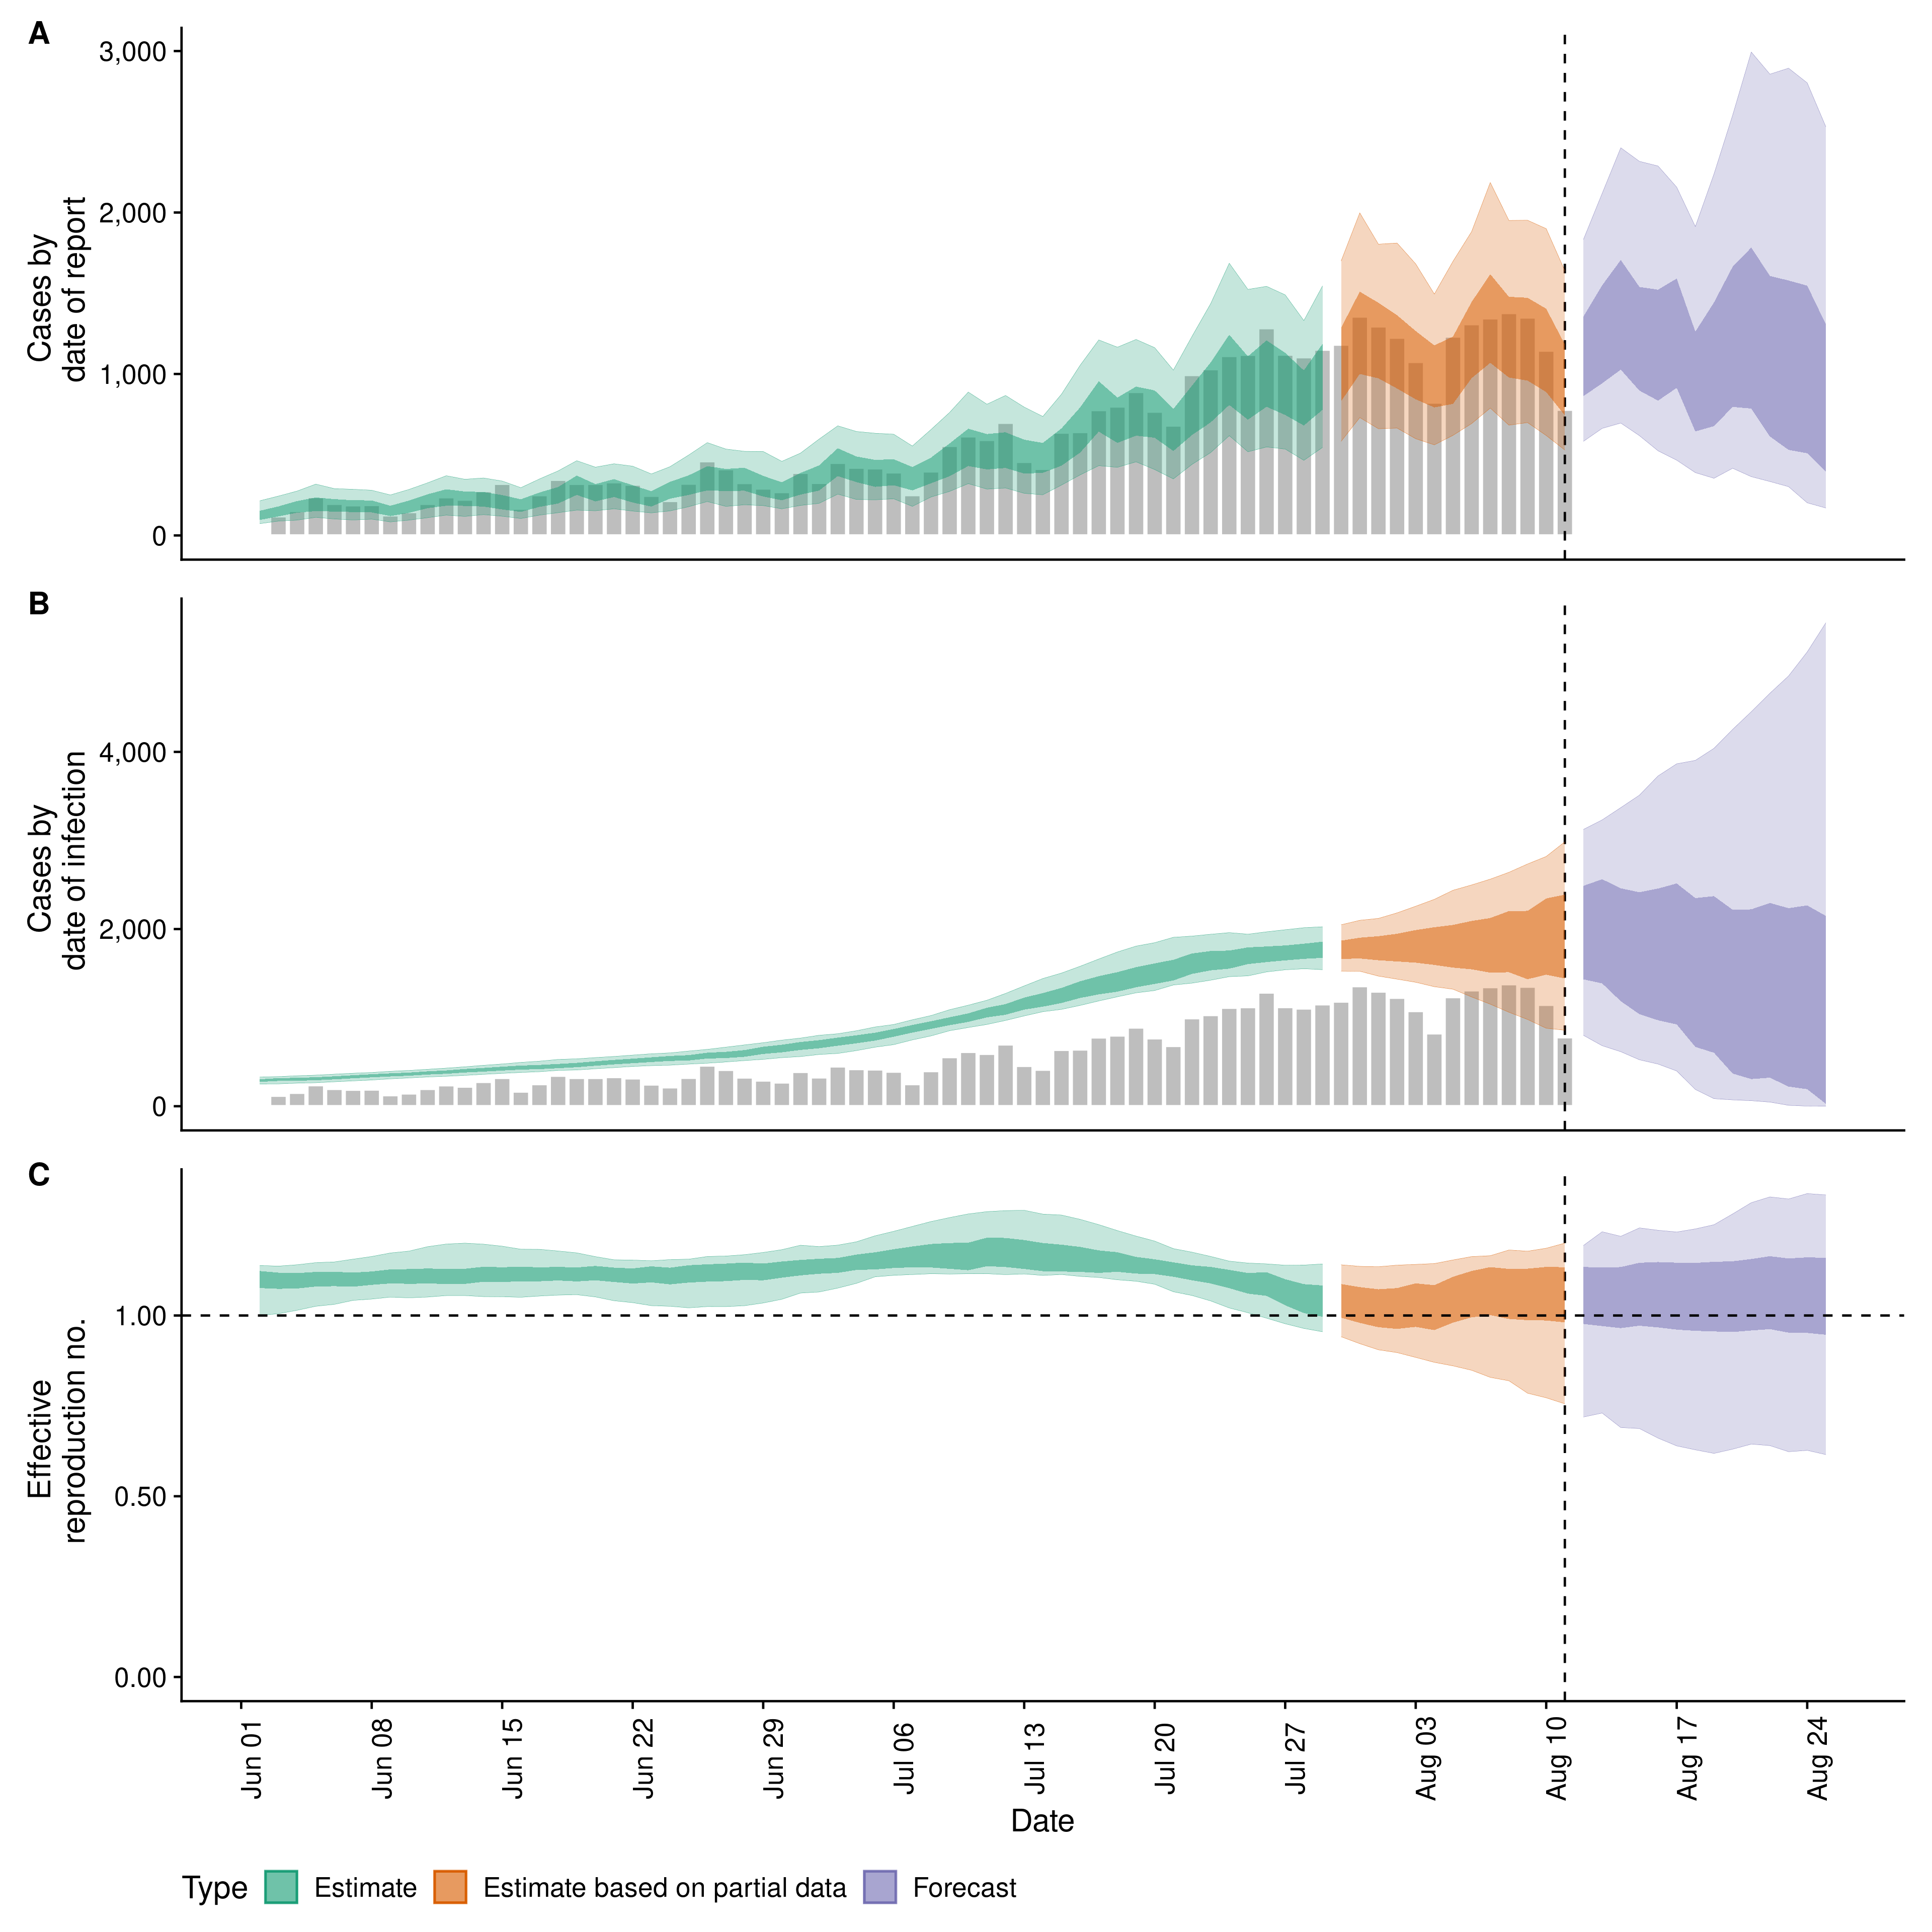 A
3,000
2,000
1,000
0
Cases by
date of report
B
4,000
2,000
0
Cases by
date of infection
C
1.00
0.50
0.00
Effective
reproduction no.
Jun 01
Jun 08
Jun 15
Jun 22
Jun 29
Jul 06
Jul 13
Jul 20
Jul 27
Aug 03
Aug 10
Aug 17
Aug 24
Date
Type Estimate Estimate based on partial data Forecast